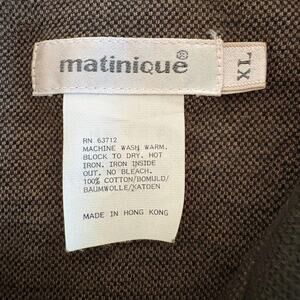 matinique®
XL
RN 63712
MACHINE WASH WARM.
BLOCK TO DRY. HOT
IRON. IRON INSIDE
OUT. NO BLEACH.
100% COTTON/BOMULD/
BAUMWOLLE/KATOEN
MADE IN HONG KONG